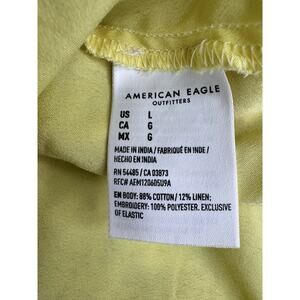 AMERICAN EAGLE
OUTFITTERS
US L
CA G
MX G
MADE IN INDIA / FABRIQUÉ EN INDE /
HECHO EN INDIA
RN 54485 / CA 03873
RFC# AEM120605U9A
EN BODY: 88% COTTON / 12% LINEN;
EMBROIDERY: 100% POLYESTER. EXCLUSIVE
OF ELASTIC